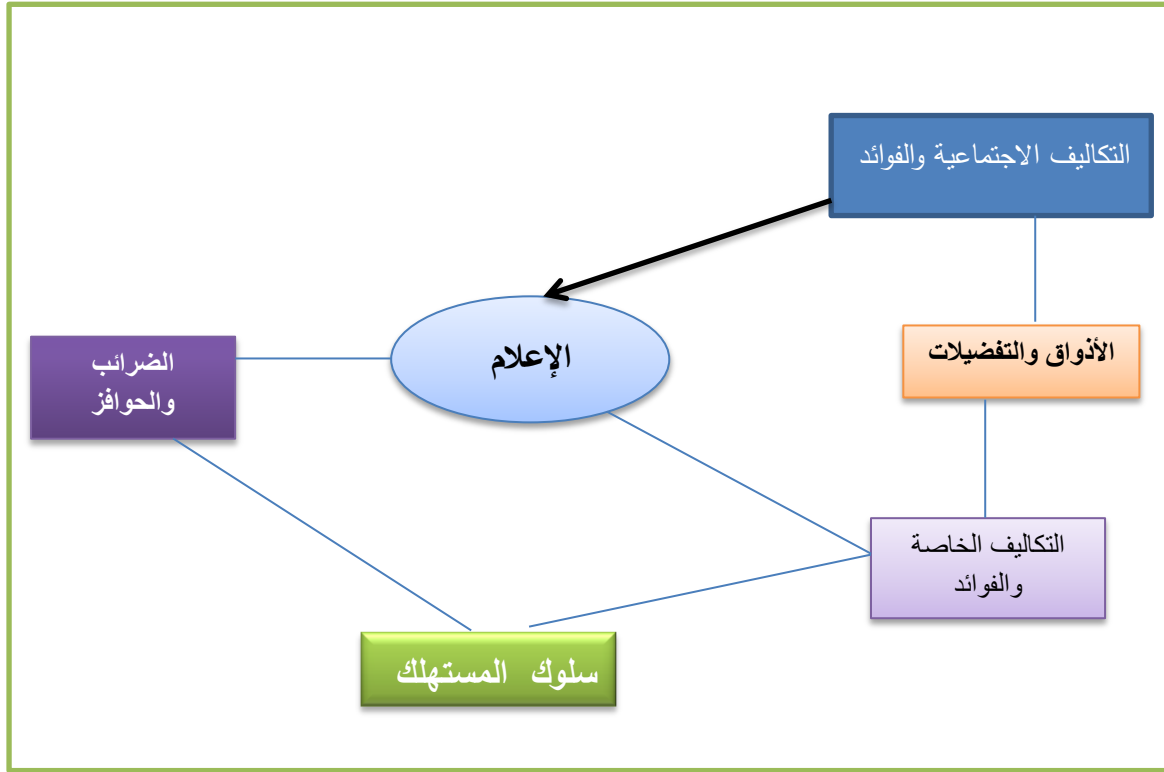 التكاليف الاجتماعية والفوائد
الإعلام
الأذواق والتفضيلات
الضرائب
والحوافز
التكاليف الخاصة
والفوائد
سلوك المستهلك